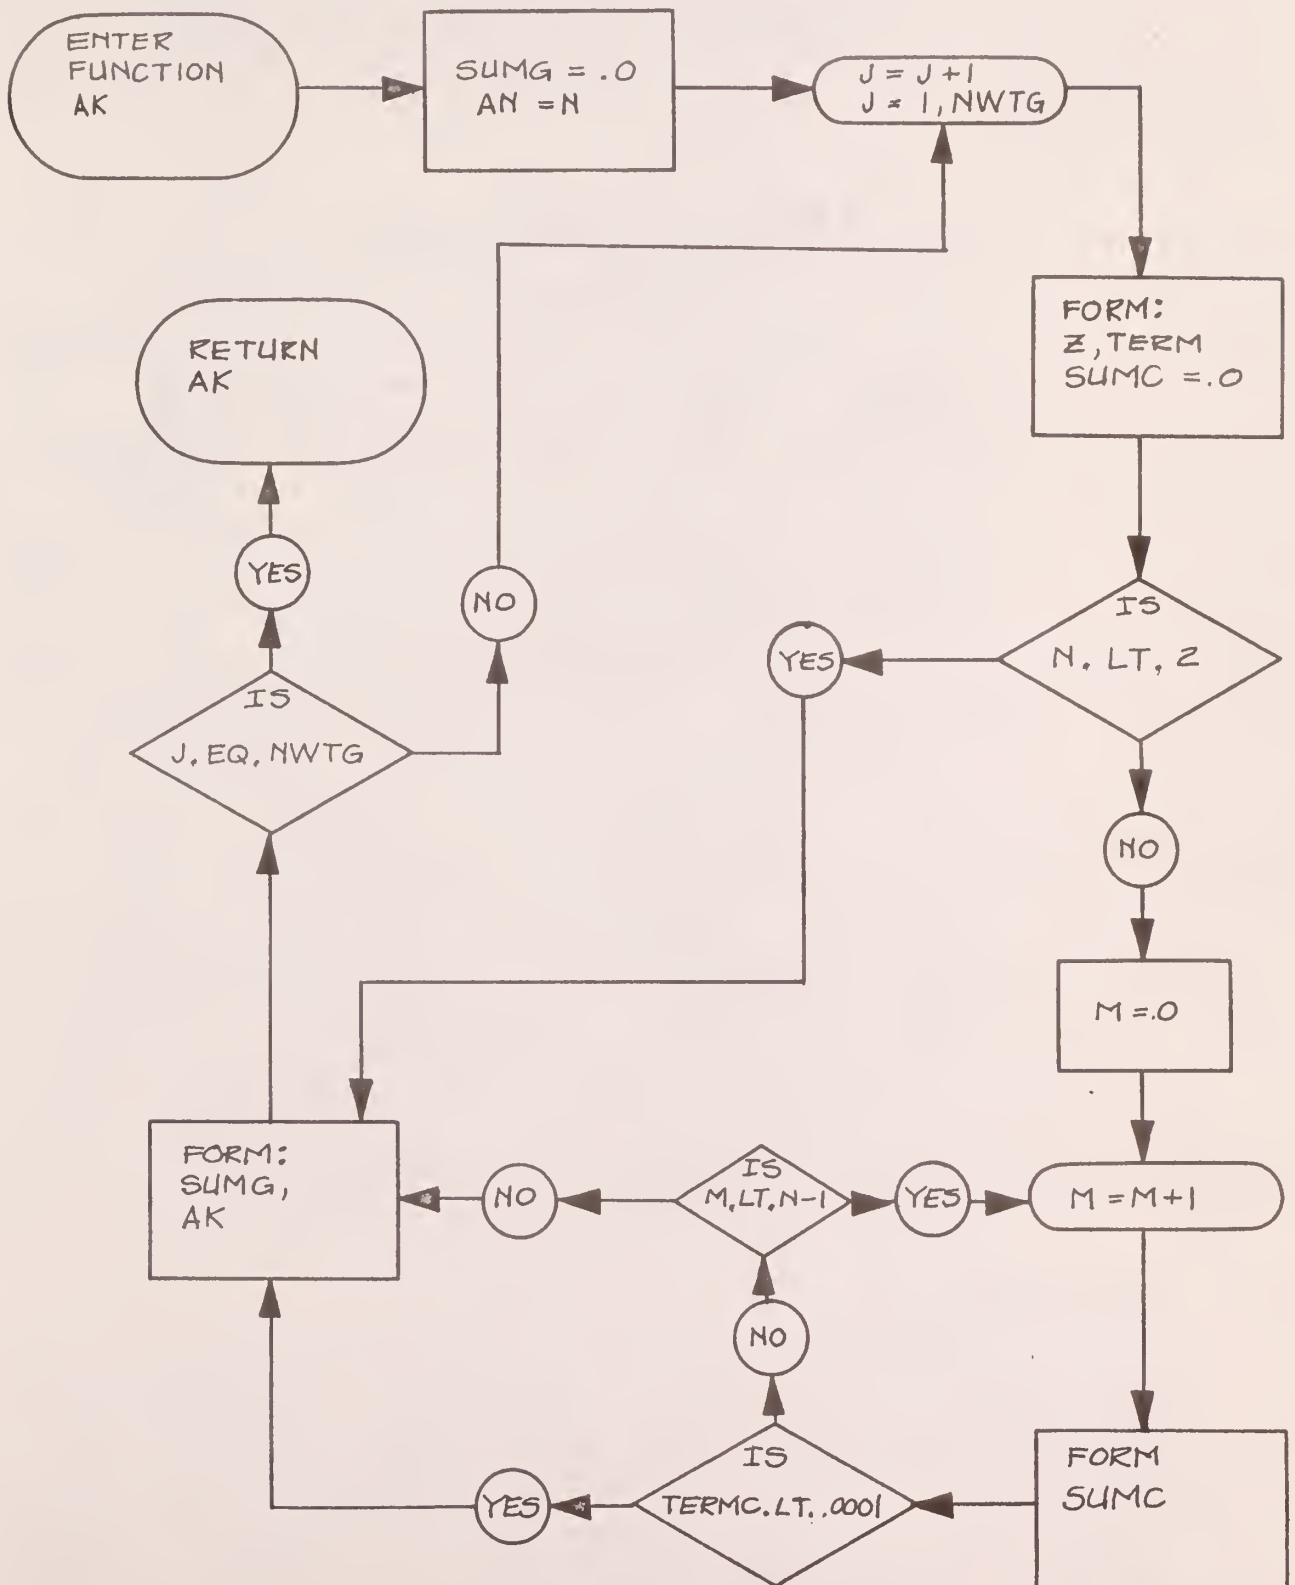 ENTER
FUNCTION
AK
SUMG = .0
AN = N
J = J+1
J = 1, NWTG
FORM:
Z, TERM
SUMC = .0
IS
N. LT. 2
YES
NO
M = .0
M = M+1
FORM
SUMC
IS
TERMC.LT..0001
YES
NO
IS
M.LT.N-1
YES
NO
FORM:
SUMG,
AK
IS
J.EQ.NWTG
NO
YES
RETURN
AK